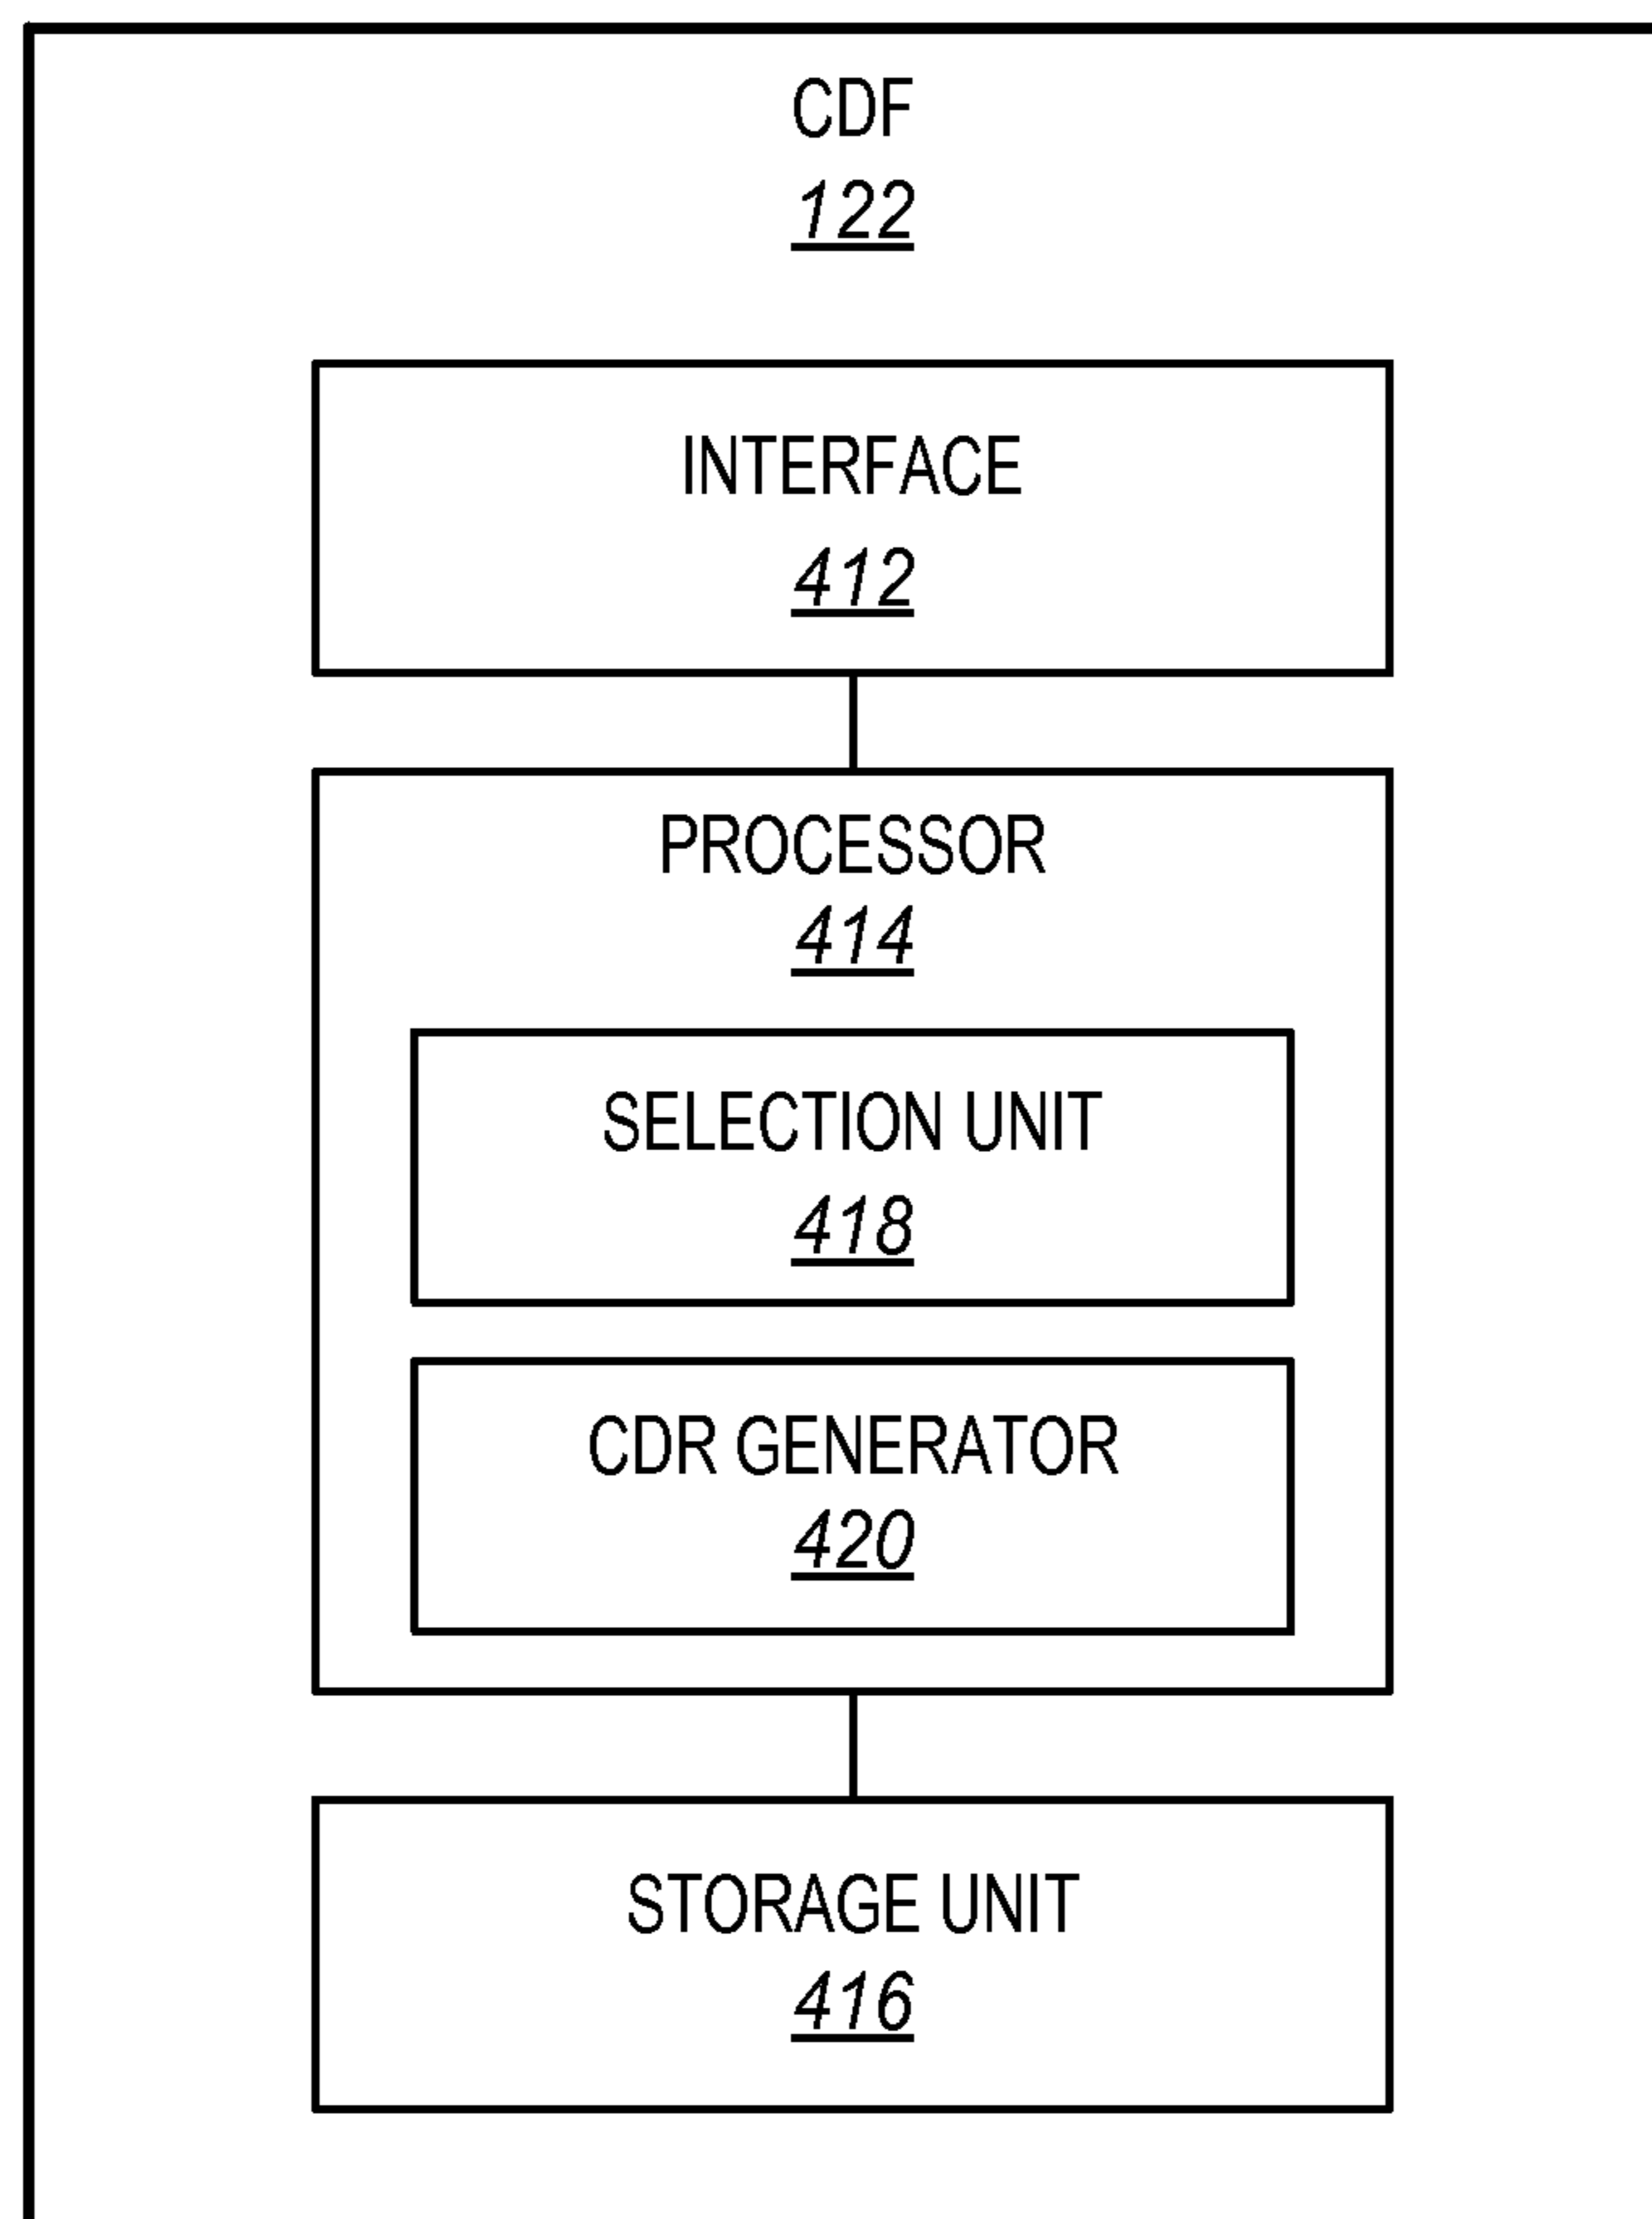 CDF
122
INTERFACE
412
PROCESSOR
414
SELECTION UNIT
418
CDR GENERATOR
420
STORAGE UNIT
416